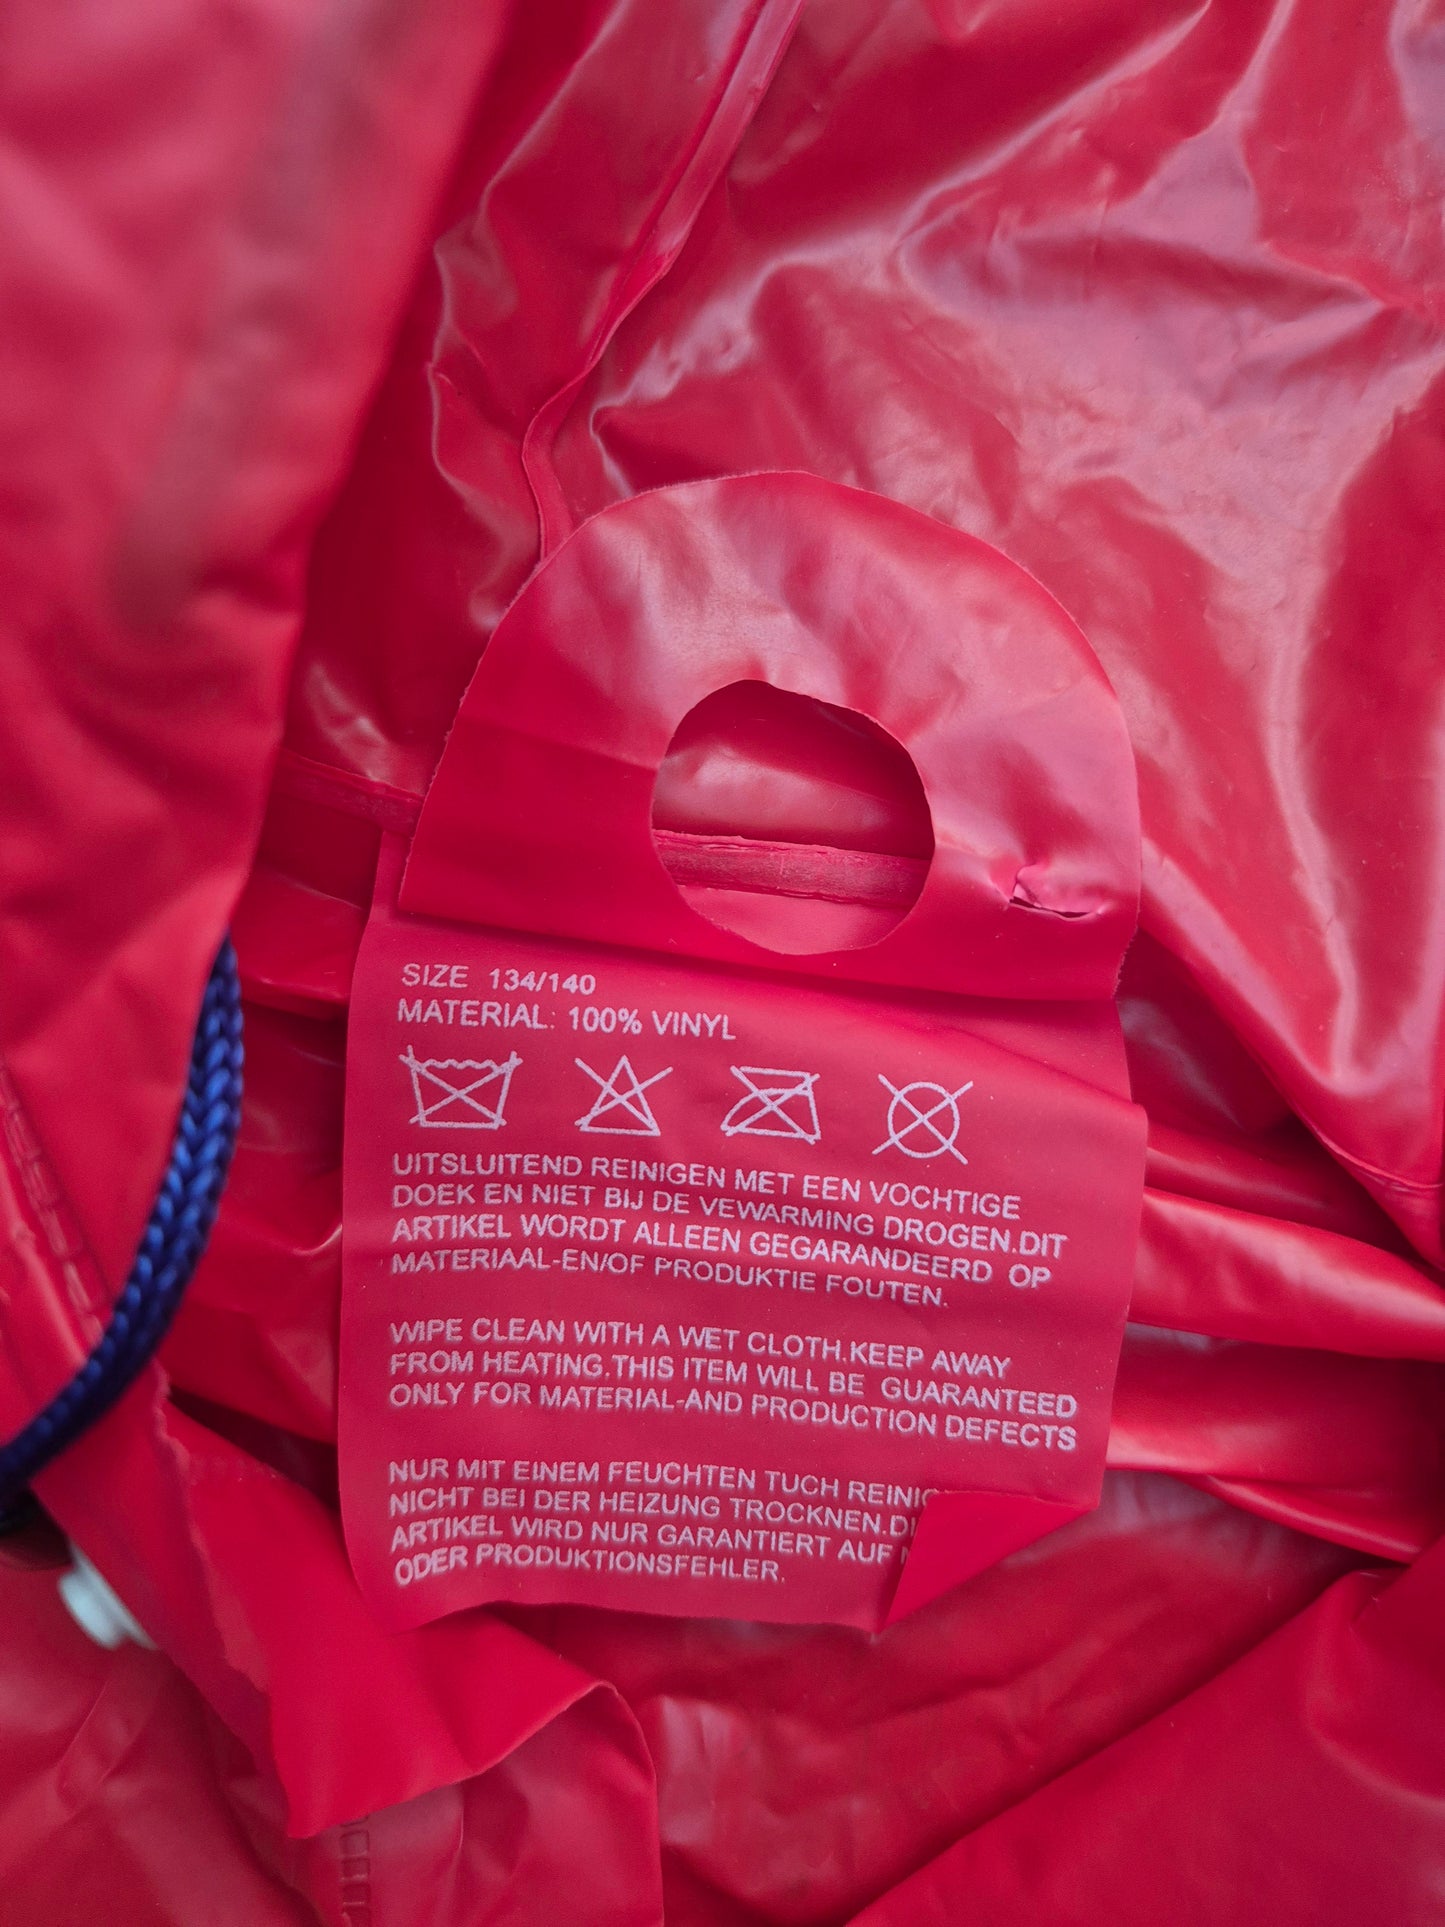 SIZE 134/140
MATERIAL: 100% VINYL
UITSLUITEND REINIGEN MET EEN VOCHTIGE
DOEK EN NIET BIJ DE VEWARMING DROGEN.DIT
ARTIKEL WORDT ALLEEN GEGARANDEERD OP
MATERIAAL-EN/OF PRODUKTIE FOUTEN.
WIPE CLEAN WITH A WET CLOTH.KEEP AWAY
FROM HEATING.THIS ITEM WILL BE GUARANTEED
ONLY FOR MATERIAL-AND PRODUCTION DEFECTS
NUR MIT EINEM FEUCHTEN TUCH
NICHT BEI DER HEIZUNG TROCKNEN.
ARTIKEL WIRD NUR GARANTIERT AUF
ODER PRODUKTIONSFEHLER.